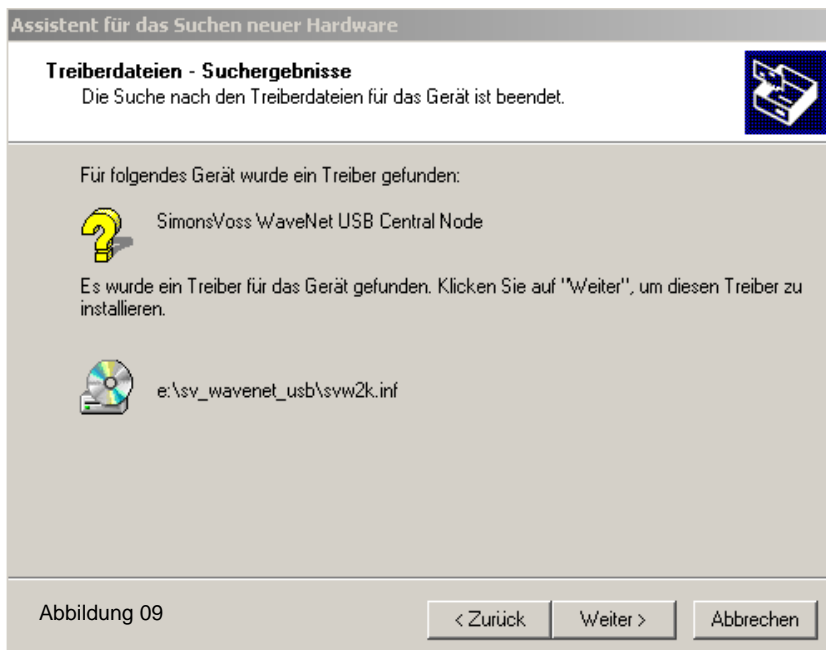 Assistent für das Suchen neuer Hardware
Treiberdateien - Suchergebnisse
Die Suche nach den Treiberdateien für das Gerät ist beendet.
Für folgendes Gerät wurde ein Treiber gefunden:
SimonsVoss WaveNet USB Central Node
Es wurde ein Treiber für das Gerät gefunden. Klicken Sie auf "Weiter", um diesen Treiber zu
installieren.
e:\sv_wavenet_usb\svw2k.inf
Abbildung 09
< Zurück Weiter > Abbrechen